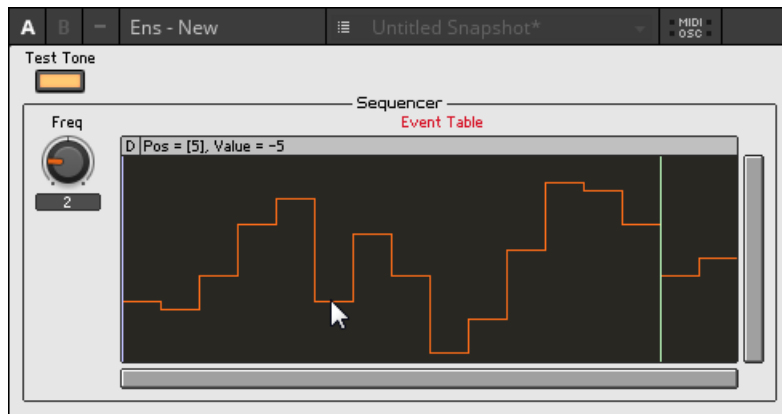 A B – Ens - New Untitled Snapshot* MIDI
OSC
Test Tone
Sequencer
Freq
Event Table
D Pos = [5], Value = -5
2